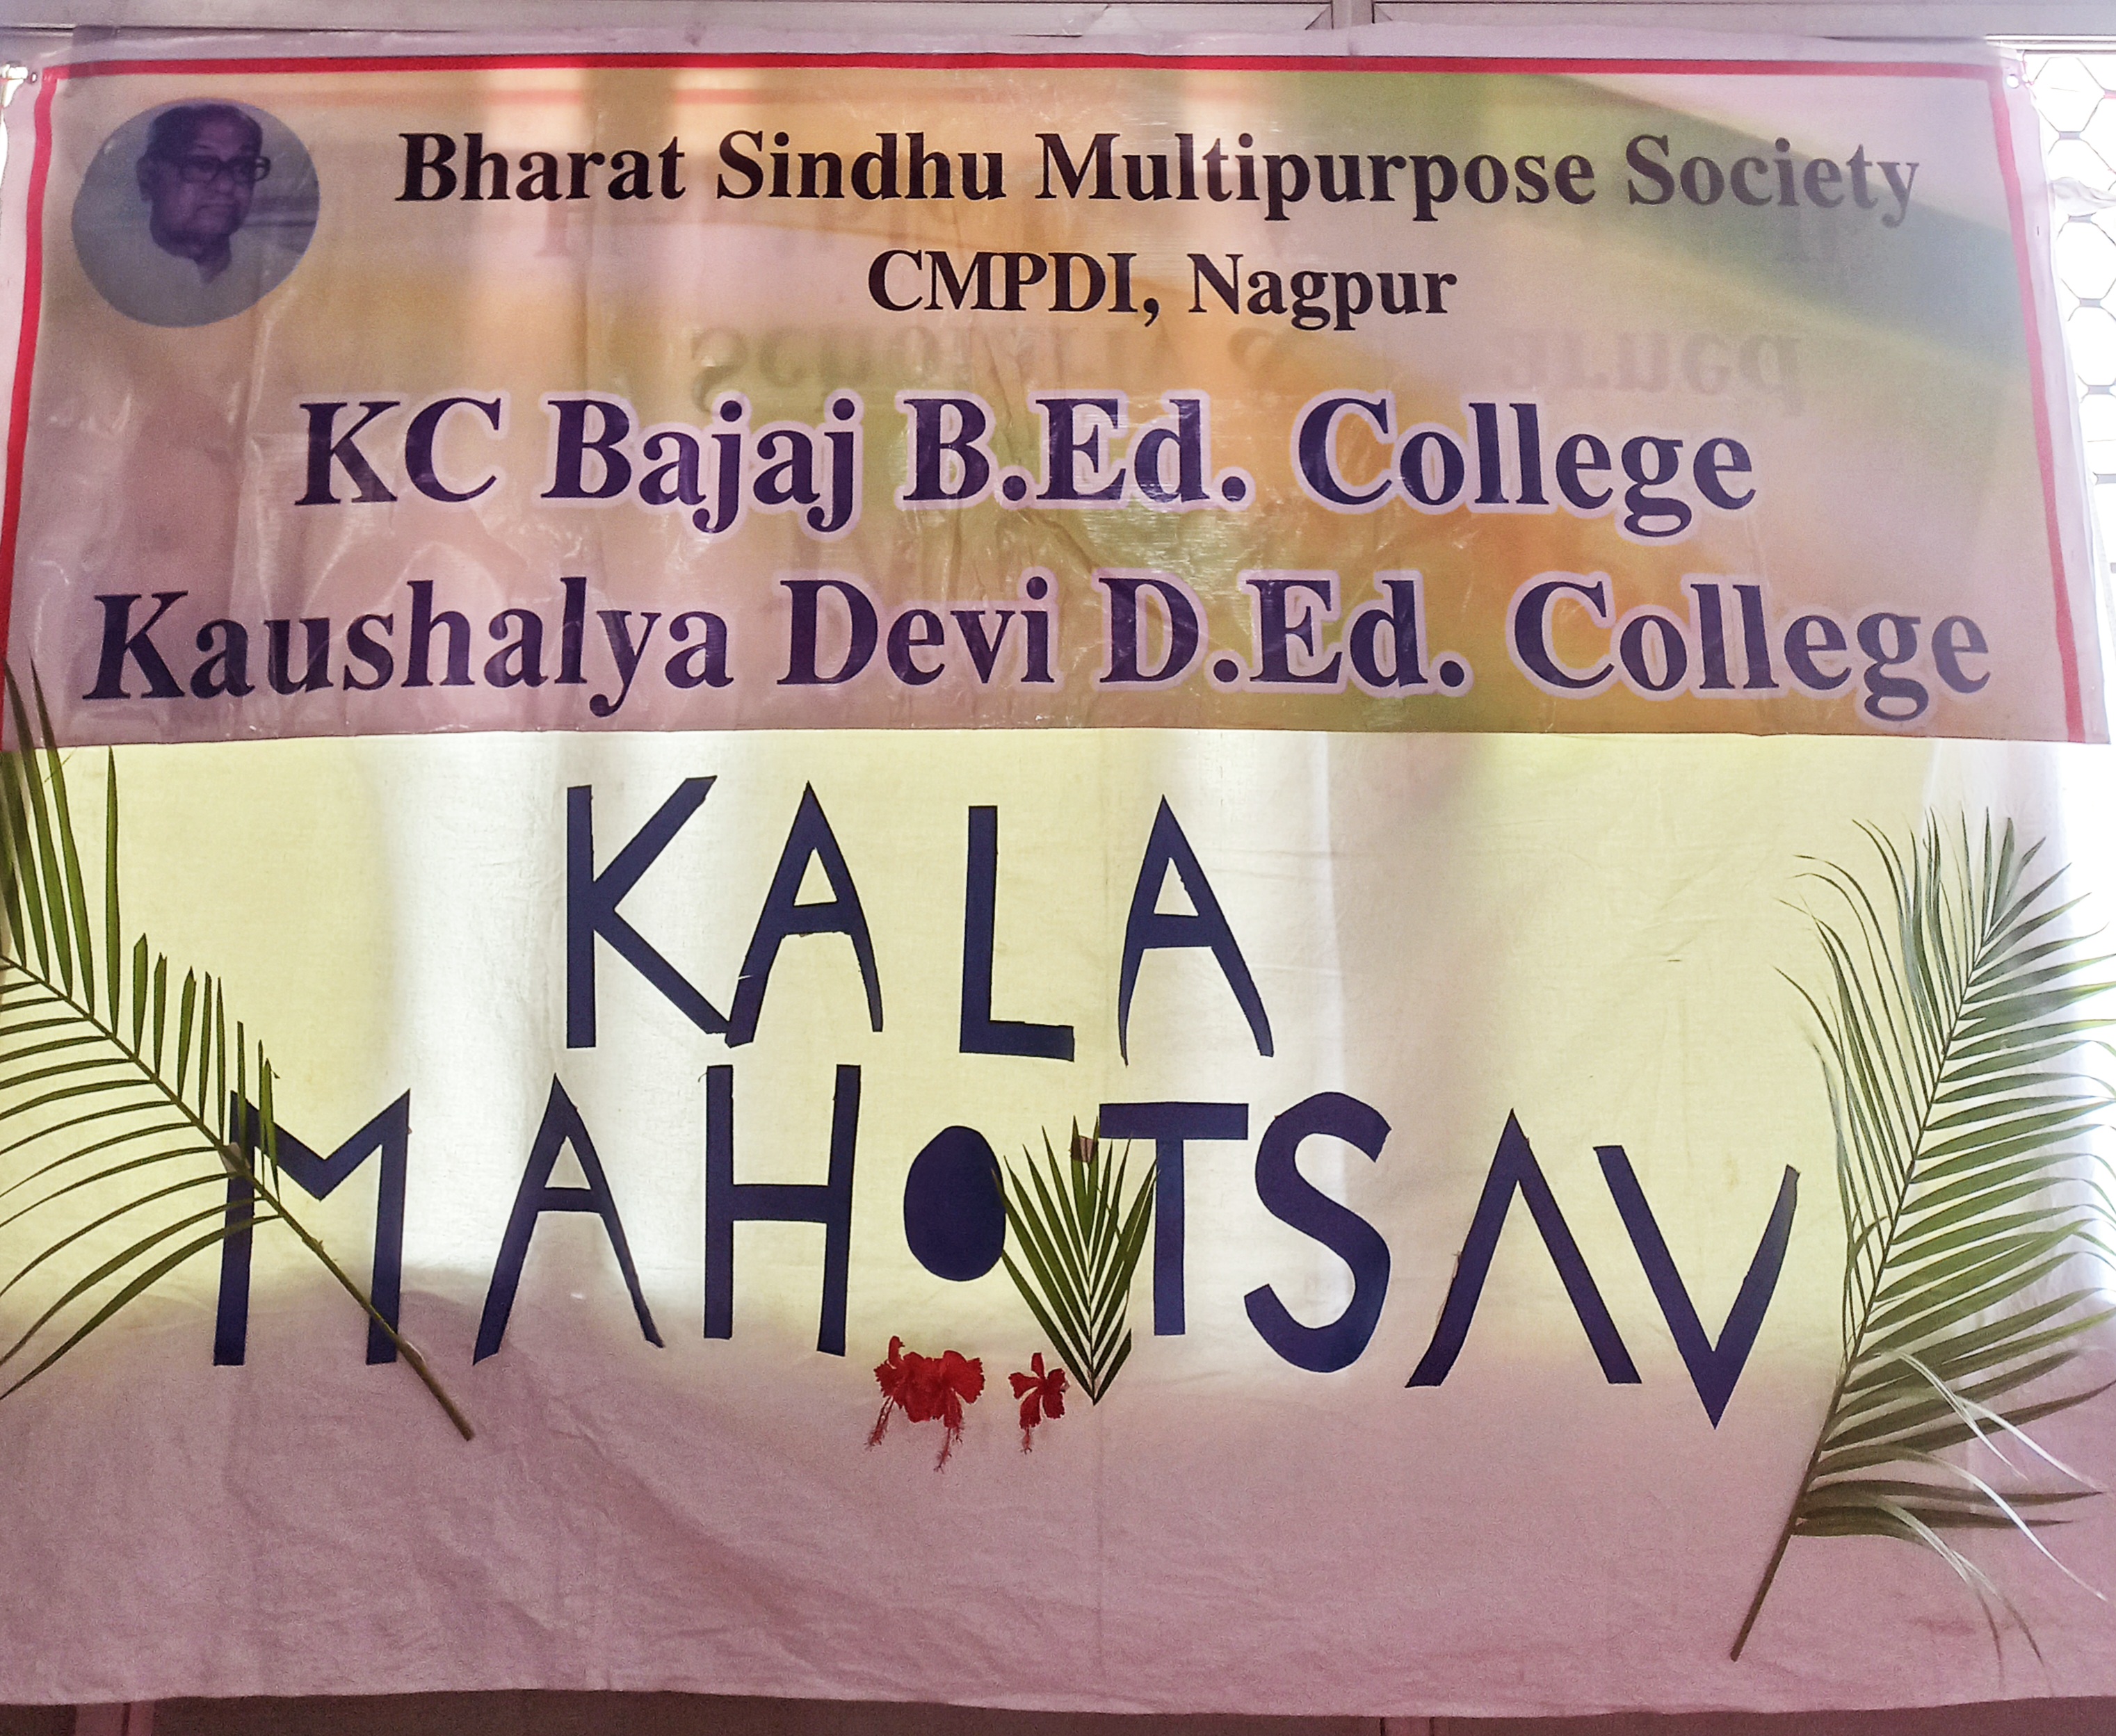 Bharat Sindhu Multipurpose Society
CMPDI, Nagpur
KC Bajaj B.Ed. College
Kaushalya Devi D.Ed. College
KALA
MAHOTSAV